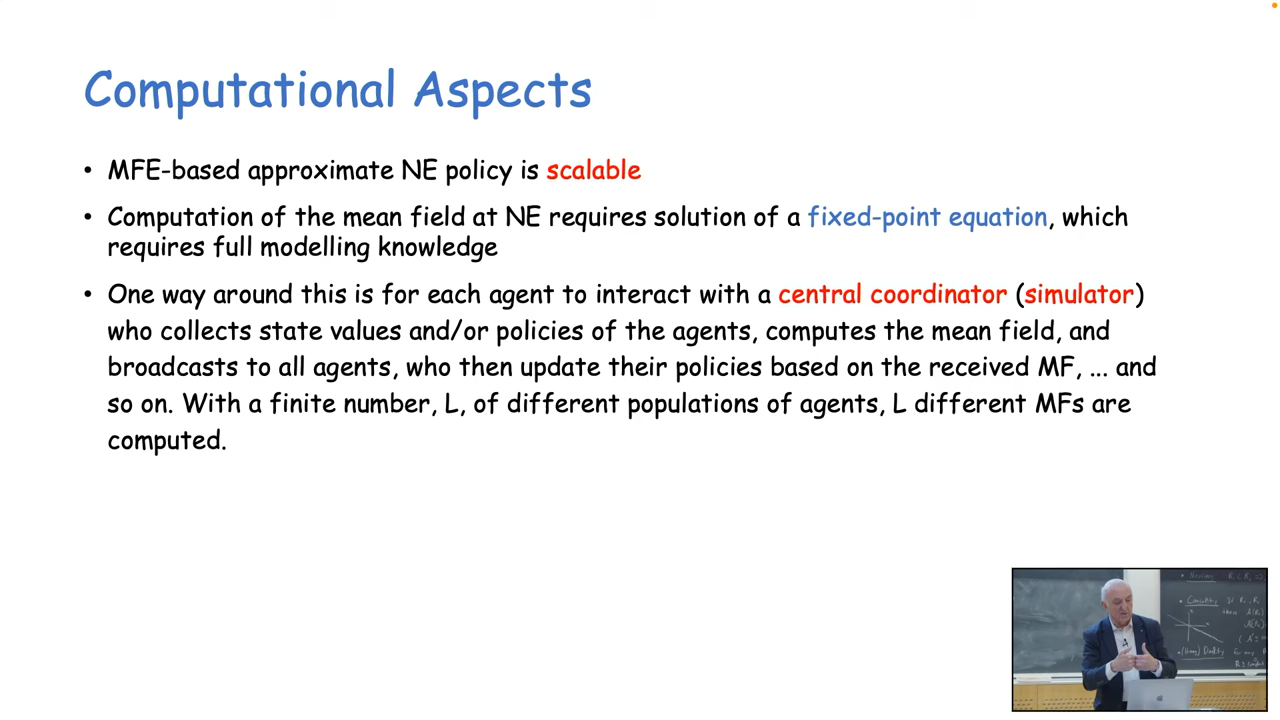 Computational Aspects
• MFE-based approximate NE policy is scalable
• Computation of the mean field at NE requires solution of a fixed-point equation, which
requires full modelling knowledge
• One way around this is for each agent to interact with a central coordinator (simulator)
who collects state values and/or policies of the agents, computes the mean field, and
broadcasts to all agents, who then update their policies based on the received MF, ... and
so on. With a finite number, L, of different populations of agents, L different MFs are
computed.
Causality
Duality